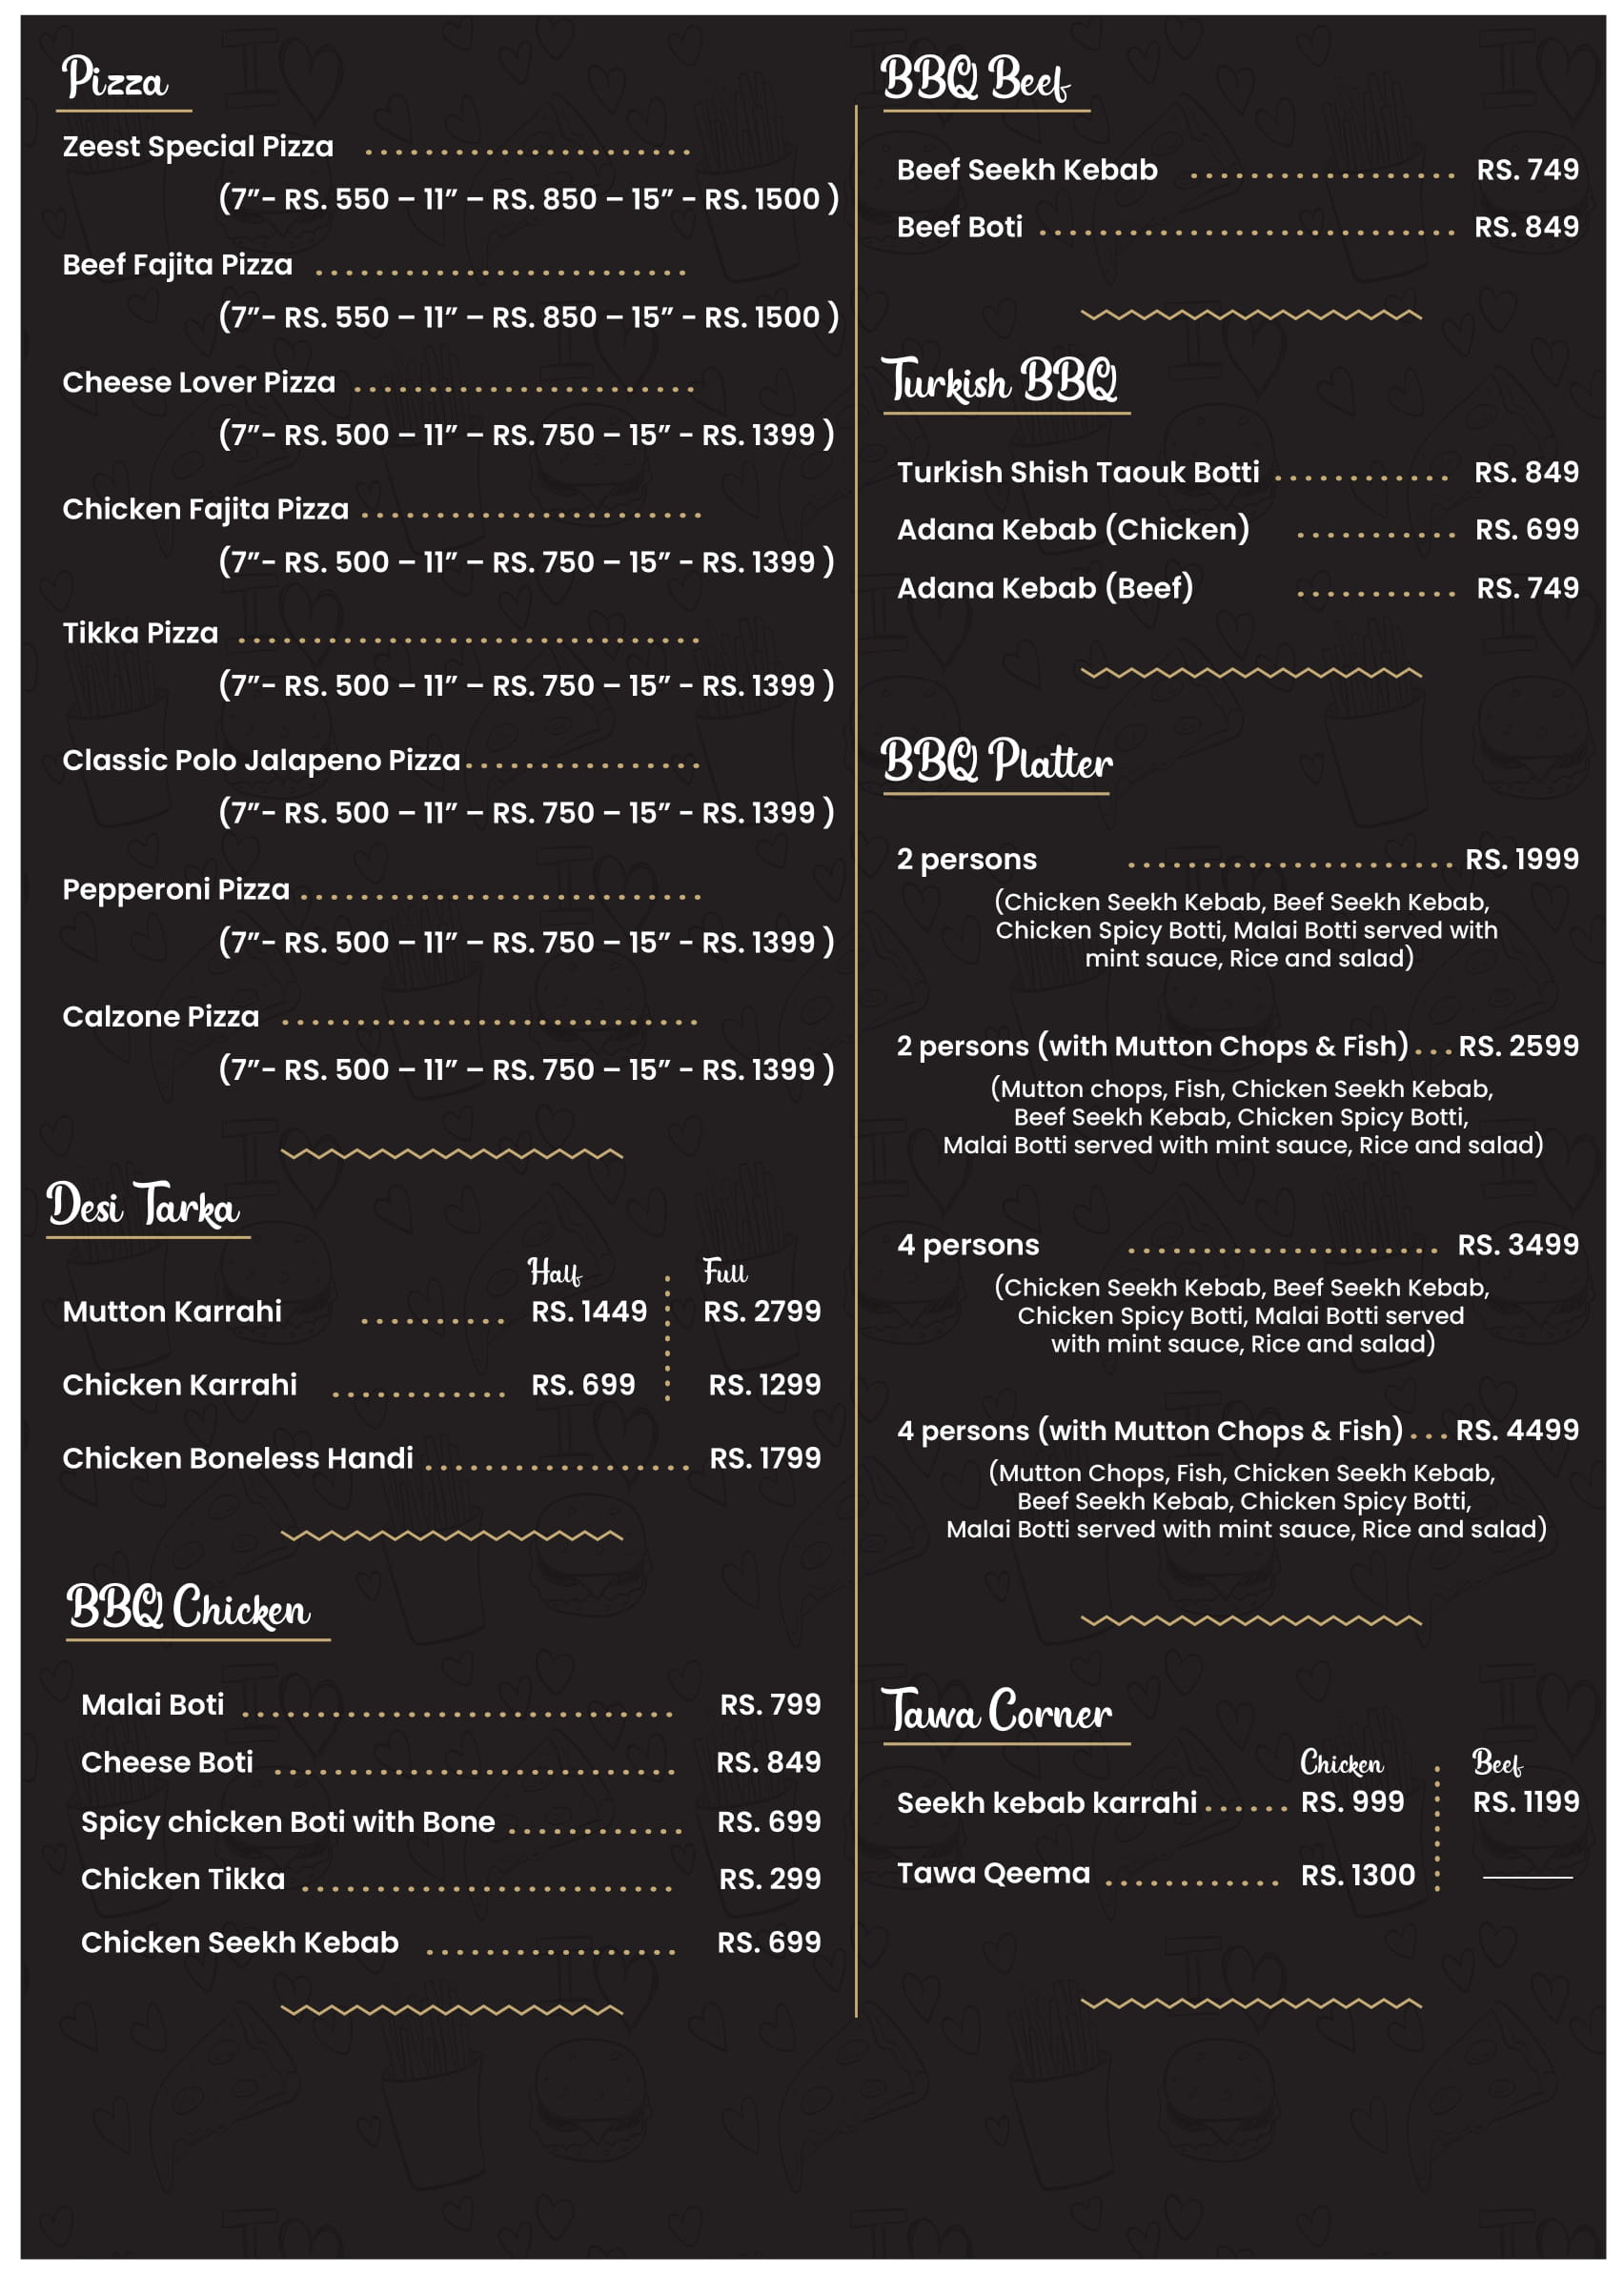 Pizza
Zeest Special Pizza ......................
(7”- RS. 550 – 11” – RS. 850 – 15” - RS. 1500 )
Beef Fajita Pizza .........................
(7”- RS. 550 – 11” – RS. 850 – 15” - RS. 1500 )
Cheese Lover Pizza .......................
(7”- RS. 500 – 11” – RS. 750 – 15” - RS. 1399 )
Chicken Fajita Pizza .......................
(7”- RS. 500 – 11” – RS. 750 – 15” - RS. 1399 )
Tikka Pizza ...............................
(7”- RS. 500 – 11” – RS. 750 – 15” - RS. 1399 )
Classic Polo Jalapeno Pizza ................
(7”- RS. 500 – 11” – RS. 750 – 15” - RS. 1399 )
Pepperoni Pizza ...........................
(7”- RS. 500 – 11” – RS. 750 – 15” - RS. 1399 )
Calzone Pizza ............................
(7”- RS. 500 – 11” – RS. 750 – 15” - RS. 1399 )
Desi Tarka
Half Full
Mutton Karrahi .......... RS. 1449 RS. 2799
Chicken Karrahi ............ RS. 699 RS. 1299
Chicken Boneless Handi .................. RS. 1799
BBQ Chicken
Malai Boti ............................. RS. 799
Cheese Boti ........................... RS. 849
Spicy chicken Boti with Bone ............ RS. 699
Chicken Tikka ......................... RS. 299
Chicken Seekh Kebab ................. RS. 699
BBQ Beef
Beef Seekh Kebab .................. RS. 749
Beef Boti ............................ RS. 849
Turkish BBQ
Turkish Shish Taouk Botti ............ RS. 849
Adana Kebab (Chicken) ........... RS. 699
Adana Kebab (Beef) ........... RS. 749
BBQ Platter
2 persons ...................... RS. 1999
(Chicken Seekh Kebab, Beef Seekh Kebab,
Chicken Spicy Botti, Malai Botti served with
mint sauce, Rice and salad)
2 persons (with Mutton Chops & Fish) ... RS. 2599
(Mutton chops, Fish, Chicken Seekh Kebab,
Beef Seekh Kebab, Chicken Spicy Botti,
Malai Botti served with mint sauce, Rice and salad)
4 persons ..................... RS. 3499
(Chicken Seekh Kebab, Beef Seekh Kebab,
Chicken Spicy Botti, Malai Botti served
with mint sauce, Rice and salad)
4 persons (with Mutton Chops & Fish) ... RS. 4499
(Mutton Chops, Fish, Chicken Seekh Kebab,
Beef Seekh Kebab, Chicken Spicy Botti,
Malai Botti served with mint sauce, Rice and salad)
Tawa Corner
Chicken Beef
Seekh kebab karrahi ...... RS. 999 RS. 1199
Tawa Qeema ............ RS. 1300 ———